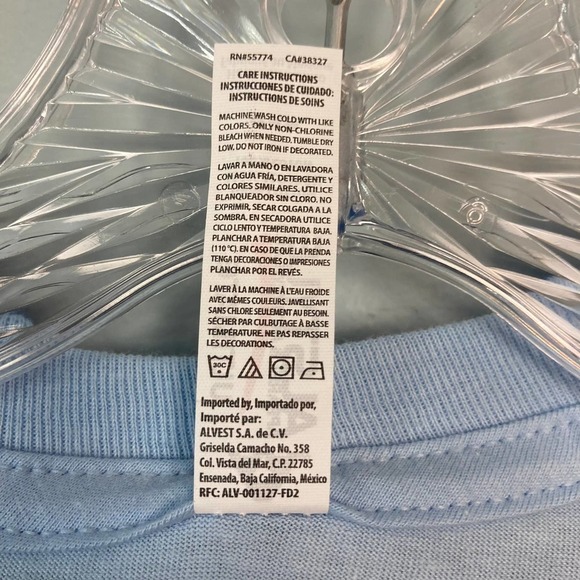 RN#55774 CA#38327
CARE INSTRUCTIONS
INSTRUCCIONES DE CUIDADO:
INSTRUCTIONS DE SOINS
MACHINE WASH COLD WITH LIKE
COLORS. ONLY NON-CHLORINE
BLEACH WHEN NEEDED. TUMBLE DRY
LOW, DO NOT IRON IF DECORATED.
LAVAR A MANO O EN LAVADORA
CON AGUA FRÍA, DETERGENTE Y
COLORES SIMILARES. UTILICE
BLANQUEADOR SIN CLORO. NO
EXPRIMIR, SECAR COLGADA A LA
SOMBRA, EN SECADORA UTILICE
CICLO LENTO Y TEMPERATURA BAJA.
PLANCHAR A TEMPERATURA BAJA
(110 °C). EN CASO DE QUE LA PRENDA
TENGA DECORACIONES O IMPRESIONES
PLANCHAR POR EL REVÉS.
LAVER À LA MACHINE À L'EAU FROIDE
AVEC MÊMES COULEURS. JAVELLISANT
SANS CHLORE SEULEMENT AU BESOIN.
SÉCHER PAR CULBUTAGE À BASSE
TEMPÉRATURE. NE PAS REPASSER
LES DECORATIONS.
30C
Imported by, Importado por,
Importé par:
ALVEST S.A. de C.V.
Griselda Camacho No. 358
Col. Vista del Mar, C.P. 22785
Ensenada, Baja California, México
RFC: ALV-001127-FD2